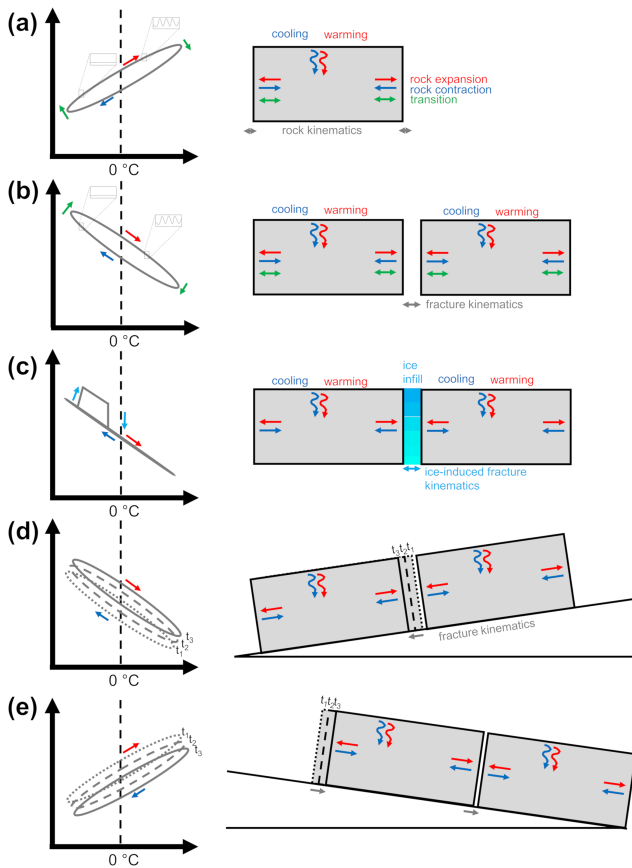 (a)
0 °C
cooling warming
rock expansion
rock contraction
transition
rock kinematics
(b)
0 °C
cooling warming
cooling warming
fracture kinematics
(c)
0 °C
ice
infill
cooling warming
cooling warming
ice-induced fracture
kinematics
(d)
t3
t2
t1
0 °C
t3t2t1
fracture kinematics
(e)
t1
t2
t3
0 °C
t1t2t3